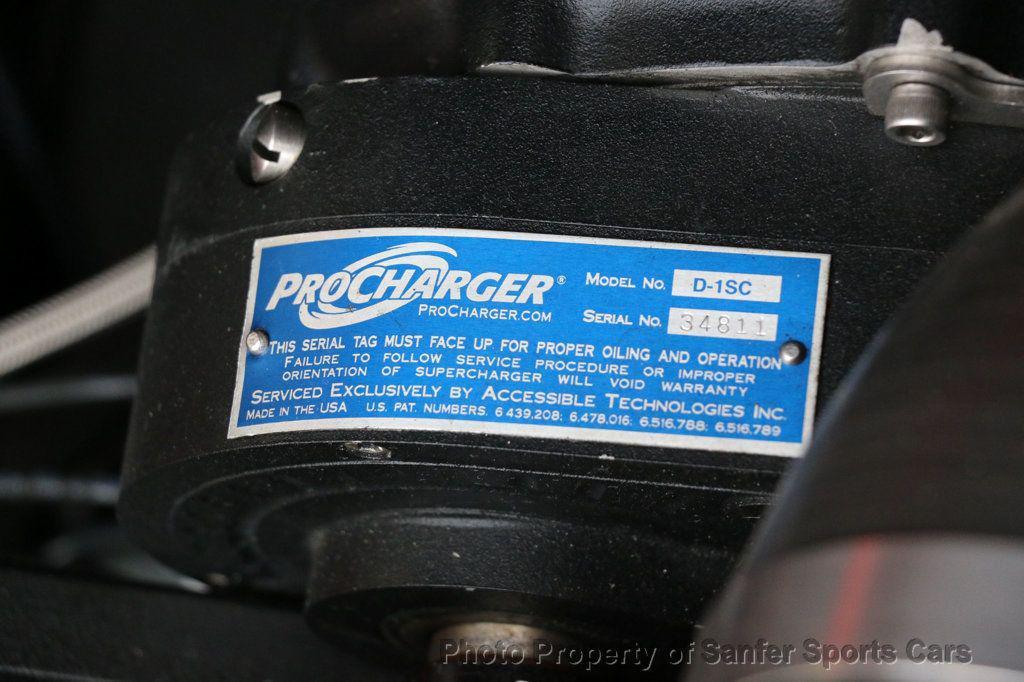 PROCHARGER® MODEL NO. D-1SC
PROCHARGER.COM SERIAL NO. 34811
THIS SERIAL TAG MUST FACE UP FOR PROPER OILING AND OPERATION
FAILURE TO FOLLOW SERVICE PROCEDURE OR IMPROPER
ORIENTATION OF SUPERCHARGER WILL VOID WARRANTY
SERVICED EXCLUSIVELY BY ACCESSIBLE TECHNOLOGIES INC.
MADE IN THE USA U.S. PAT. NUMBERS. 6.439.208; 6.478.016; 6.516.788; 6.516.789
Photo Property of Sanfer Sports Cars